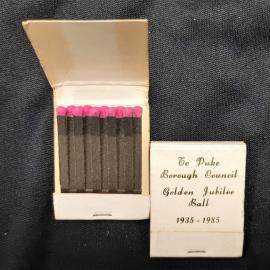 Te Puke
Borough Council
Golden Jubilee
Ball
1935 - 1985